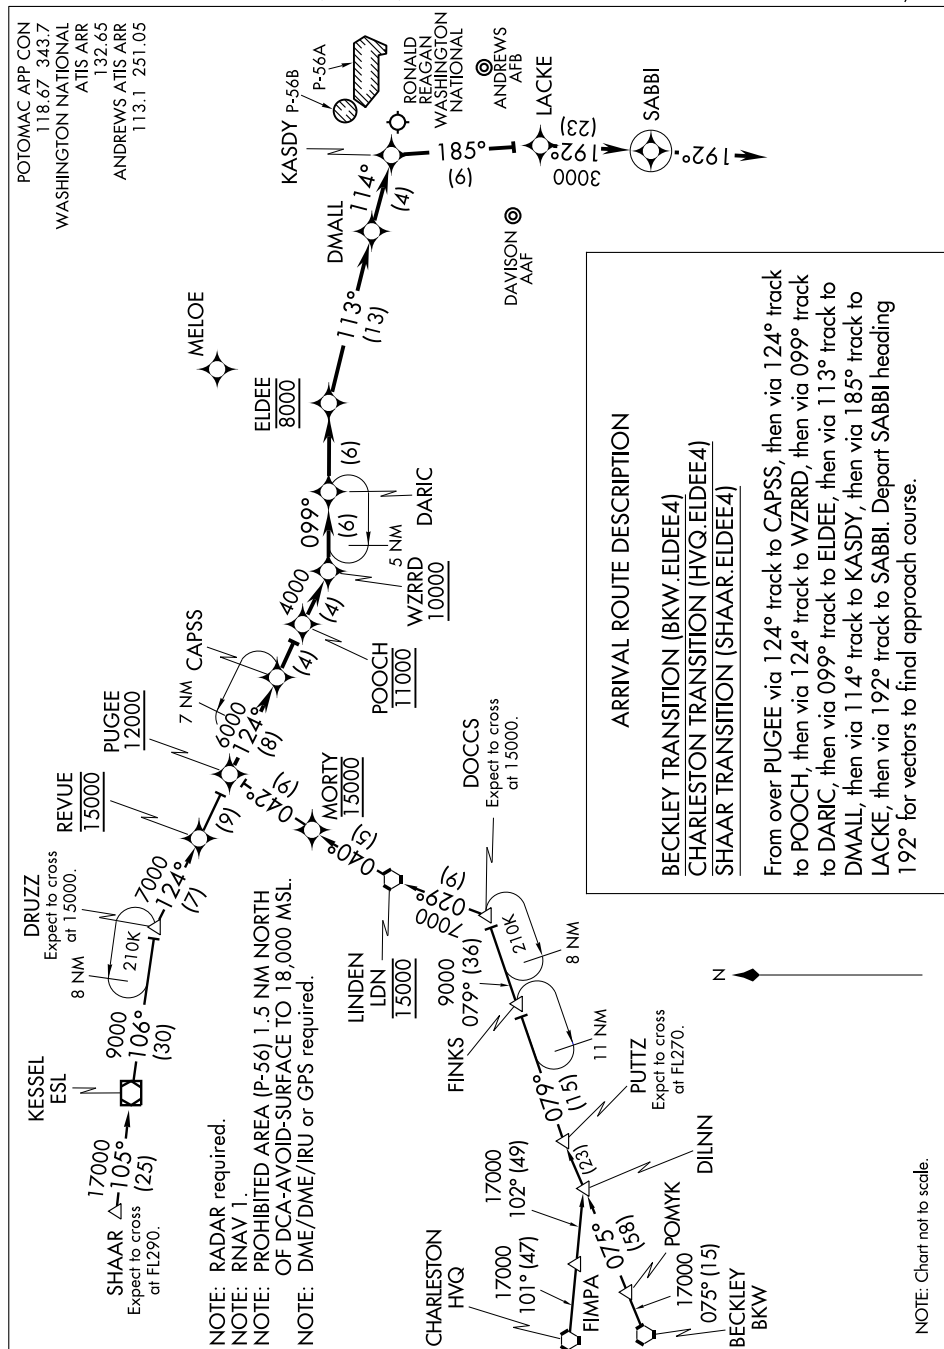 POTOMAC APP CON
118.67 343.7
WASHINGTON NATIONAL
ATIS ARR
132.65
ANDREWS ATIS ARR
113.1 251.05
SHAAR
Expect to cross
at FL290.
17000
105°
(25)
KESSEL
ESL
9000
106°
(30)
DRUZZ
Expect to cross
at 15000.
8 NM
210K
7000
124°
(7)
REVUE
15000
(9)
PUGEE
12000
6000
124°
(8)
7 NM
CAPSS
(4)
POOCH
11000
4000
(4)
WZRRD
10000
099°
(6)
5 NM
DARIC
(6)
ELDEE
8000
MELOE
113°
(13)
DMALL
114°
(4)
KASDY
P-56B
P-56A
RONALD
REAGAN
WASHINGTON
NATIONAL
ANDREWS
AFB
185°
(9)
LACKE
DAVISON
AAF
192°
(23)
3000
SABBI
192°
NOTE: RADAR required.
NOTE: RNAV 1.
NOTE: PROHIBITED AREA (P-56) 1.5 NM NORTH
OF DCA-AVOID-SURFACE TO 18,000 MSL.
NOTE: DME/DME/IRU or GPS required.
042°
(9)
MORTY
15000
040°
(5)
LINDEN
LDN
15000
7000
029°
(9)
DOCCS
Expect to cross
at 15000.
210K
8 NM
9000
079° (36)
FINKS
11 NM
079°
(15)
PUTTZ
Expct to cross
at FL270.
(23)
DILNN
CHARLESTON
HVQ
17000
101° (47)
FIMPA
17000
102° (49)
075°
(58)
POMYK
17000
075° (15)
BECKLEY
BKW
N
ARRIVAL ROUTE DESCRIPTION
BECKLEY TRANSITION (BKW.ELDEE4)
CHARLESTON TRANSITION (HVQ.ELDEE4)
SHAAR TRANSITION (SHAAR.ELDEE4)
From over PUGEE via 124° track to CAPSS, then via 124° track
to POOCH, then via 124° track to WZRRD, then via 099° track
to DARIC, then via 099° track to ELDEE, then via 113° track to
DMALL, then via 114° track to KASDY, then via 185° track to
LACKE, then via 192° track to SABBI. Depart SABBI heading
192° for vectors to final approach course.
NOTE: Chart not to scale.